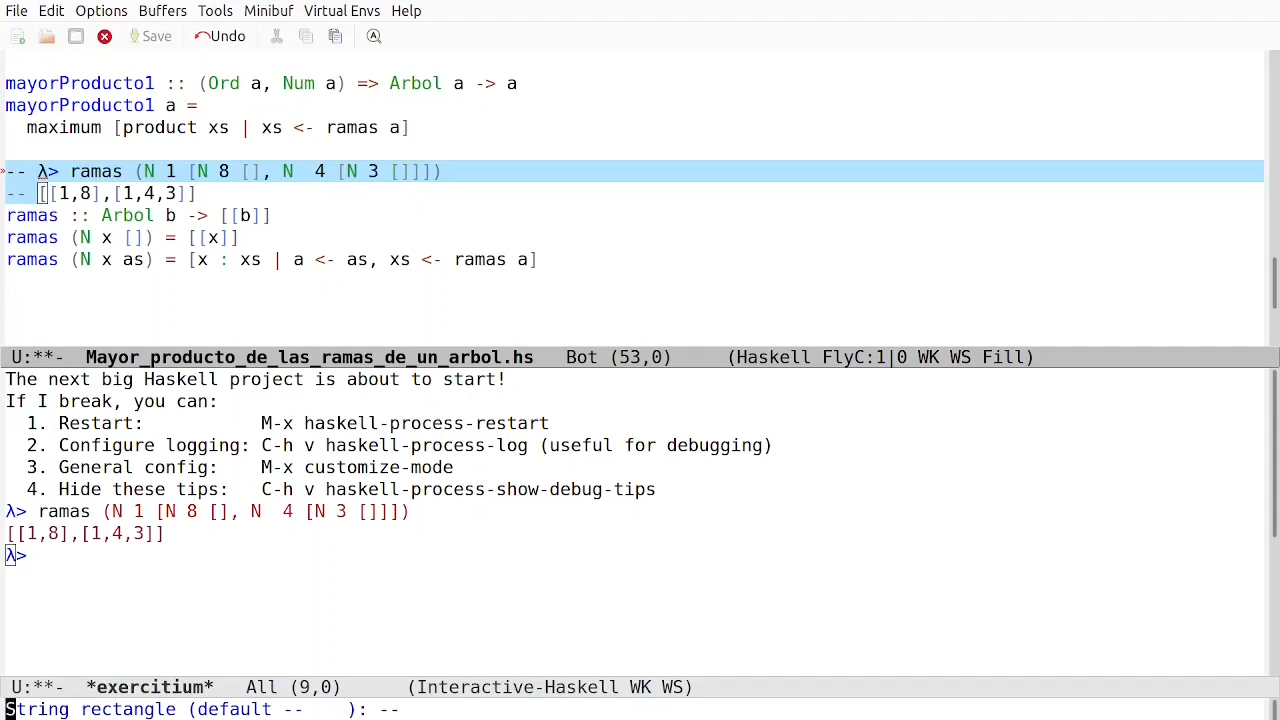 File Edit Options Buffers Tools Minibuf Virtual Envs Help
Save Undo
mayorProducto1 :: (Ord a, Num a) => Arbol a -> a
mayorProducto1 a =
  maximum [product xs | xs <- ramas a]
-- λ> ramas (N 1 [N 8 [], N  4 [N 3 []]])
-- [[1,8],[1,4,3]]
ramas :: Arbol b -> [[b]]
ramas (N x []) = [[x]]
ramas (N x as) = [x : xs | a <- as, xs <- ramas a]
U:**-  Mayor_producto_de_las_ramas_de_un_arbol.hs   Bot (53,0)     (Haskell FlyC:1|0 WK WS Fill)
The next big Haskell project is about to start!
If I break, you can:
  1. Restart:           M-x haskell-process-restart
  2. Configure logging: C-h v haskell-process-log (useful for debugging)
  3. General config:    M-x customize-mode
  4. Hide these tips:   C-h v haskell-process-show-debug-tips
λ> ramas (N 1 [N 8 [], N  4 [N 3 []]])
[[1,8],[1,4,3]]
λ>
U:**-  *exercitium*   All (9,0)      (Interactive-Haskell WK WS)
String rectangle (default --    ): --